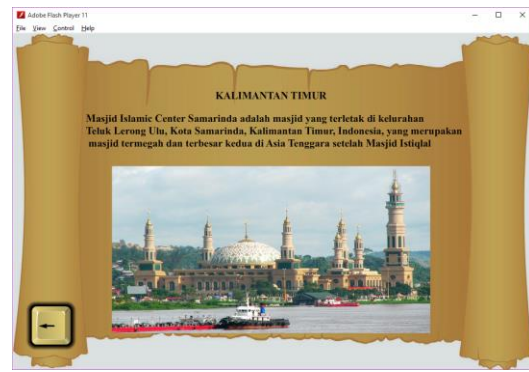 Adobe Flash Player 11
File View Control Help
KALIMANTAN TIMUR
Masjid Islamic Center Samarinda adalah masjid yang terletak di kelurahan
Teluk Lerong Ulu, Kota Samarinda, Kalimantan Timur, Indonesia, yang merupakan
masjid termegah dan terbesar kedua di Asia Tenggara setelah Masjid Istiqlal